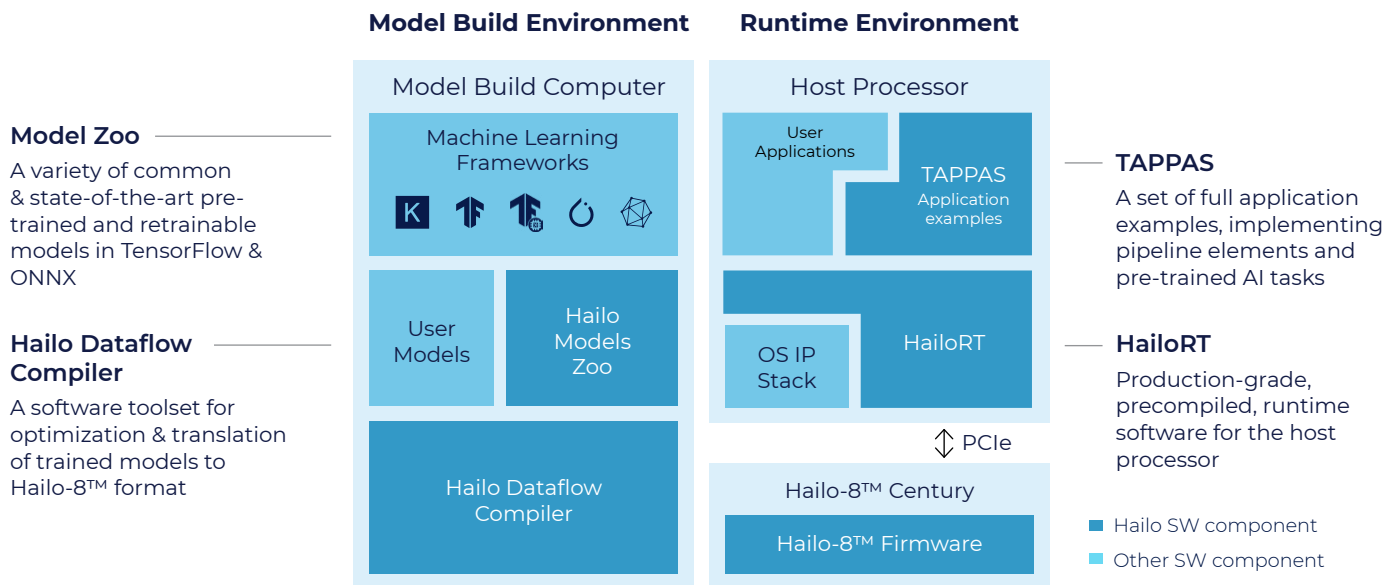 Model Build Environment
Runtime Environment
Model Zoo
A variety of common
& state-of-the-art pre-
trained and retrainable
models in TensorFlow &
ONNX
Hailo Dataflow
Compiler
A software toolset for
optimization & translation
of trained models to
Hailo-8™ format
Model Build Computer
Machine Learning
Frameworks
K
User
Models
Hailo
Models
Zoo
Hailo Dataflow
Compiler
Host Processor
User
Applications
TAPPAS
Application
examples
HailoRT
OS IP
Stack
PCIe
Hailo-8™ Century
Hailo-8™ Firmware
TAPPAS
A set of full application
examples, implementing
pipeline elements and
pre-trained AI tasks
HailoRT
Production-grade,
precompiled, runtime
software for the host
processor
Hailo SW component
Other SW component